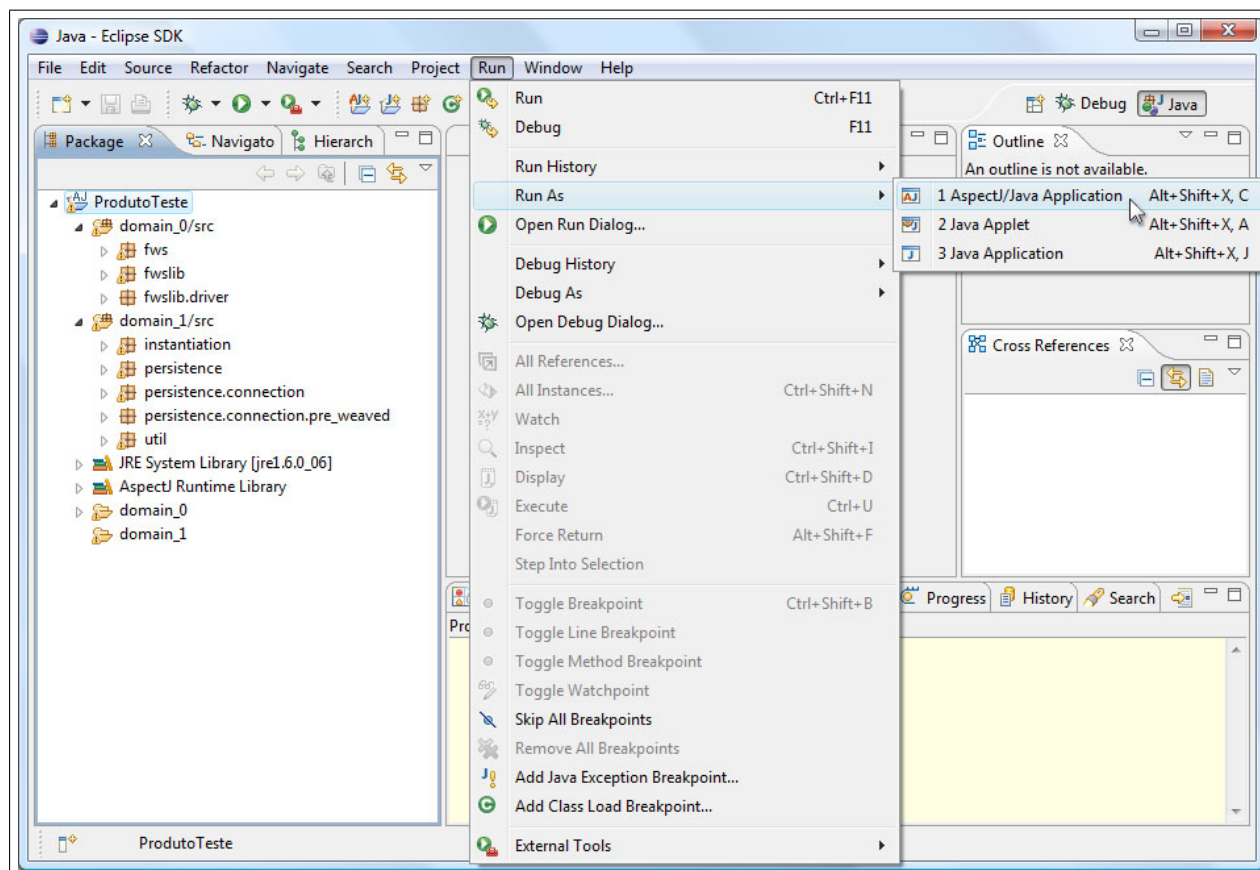 Java - Eclipse SDK
File Edit Source Refactor Navigate Search Project Run Window Help
Debug Java
Package Navigato Hierarch
ProdutoTeste
domain_0/src
fws
fwslib
fwslib.driver
domain_1/src
instantiation
persistence
persistence.connection
persistence.connection.pre_weaved
util
JRE System Library [jre1.6.0_06]
AspectJ Runtime Library
domain_0
domain_1
Run Ctrl+F11
Debug F11
Run History
Run As
Open Run Dialog...
Debug History
Debug As
Open Debug Dialog...
All References...
All Instances... Ctrl+Shift+N
Watch
Inspect Ctrl+Shift+I
Display Ctrl+Shift+D
Execute Ctrl+U
Force Return Alt+Shift+F
Step Into Selection
Toggle Breakpoint Ctrl+Shift+B
Toggle Line Breakpoint
Toggle Method Breakpoint
Toggle Watchpoint
Skip All Breakpoints
Remove All Breakpoints
Add Java Exception Breakpoint...
Add Class Load Breakpoint...
External Tools
1 AspectJ/Java Application Alt+Shift+X, C
2 Java Applet Alt+Shift+X, A
3 Java Application Alt+Shift+X, J
Outline
An outline is not available.
Cross References
Progress History Search
ProdutoTeste